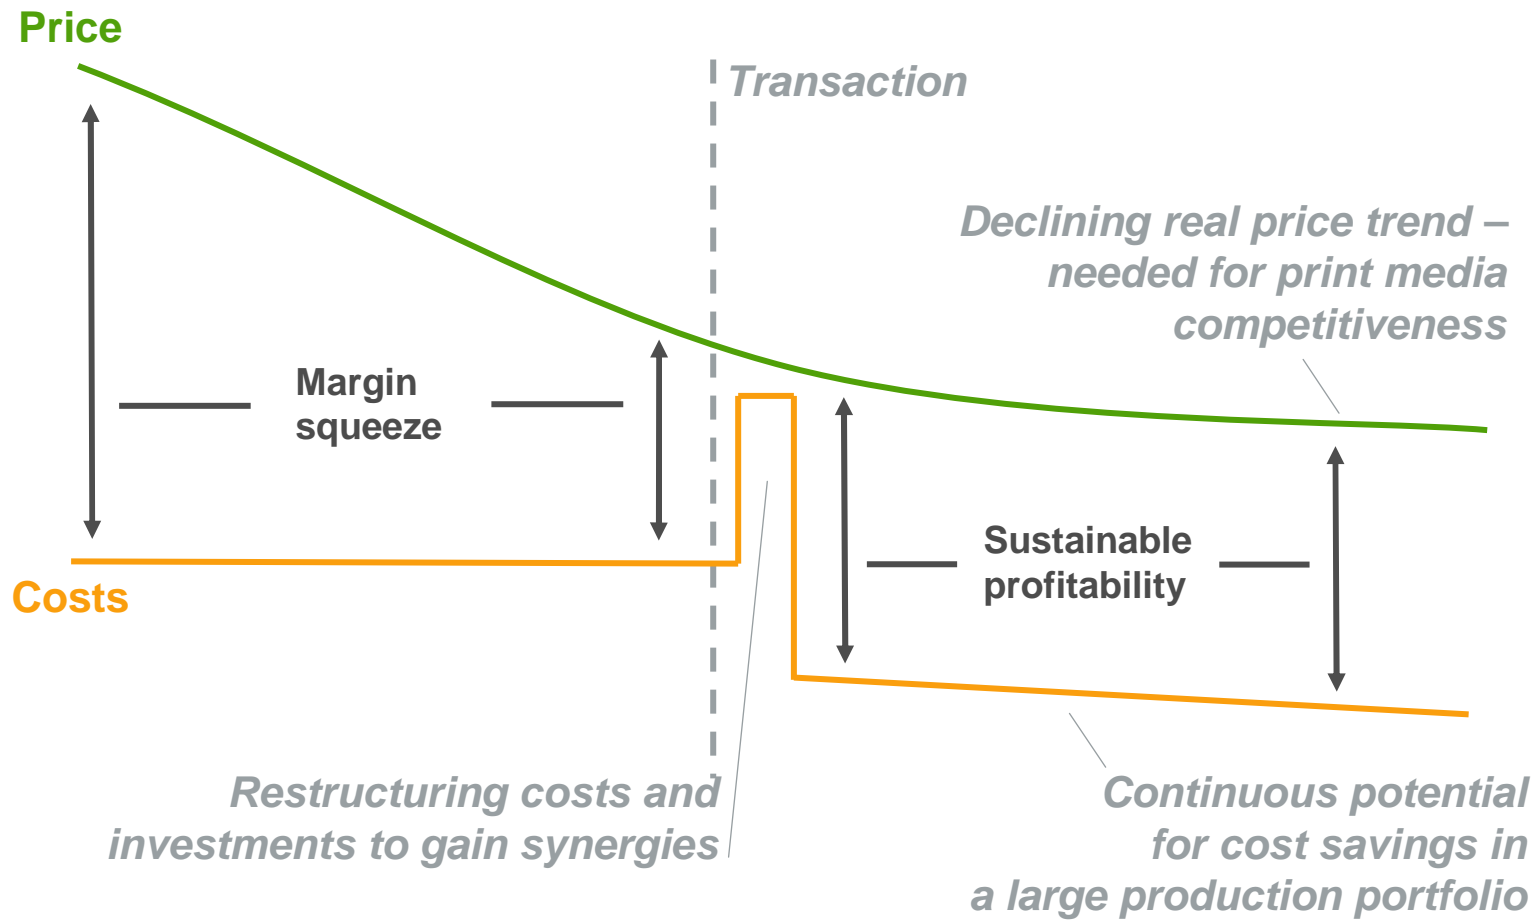 Price
Transaction
Declining real price trend –
needed for print media
competitiveness
Margin
squeeze
Sustainable
profitability
Costs
Restructuring costs and
investments to gain synergies
Continuous potential
for cost savings in
a large production portfolio